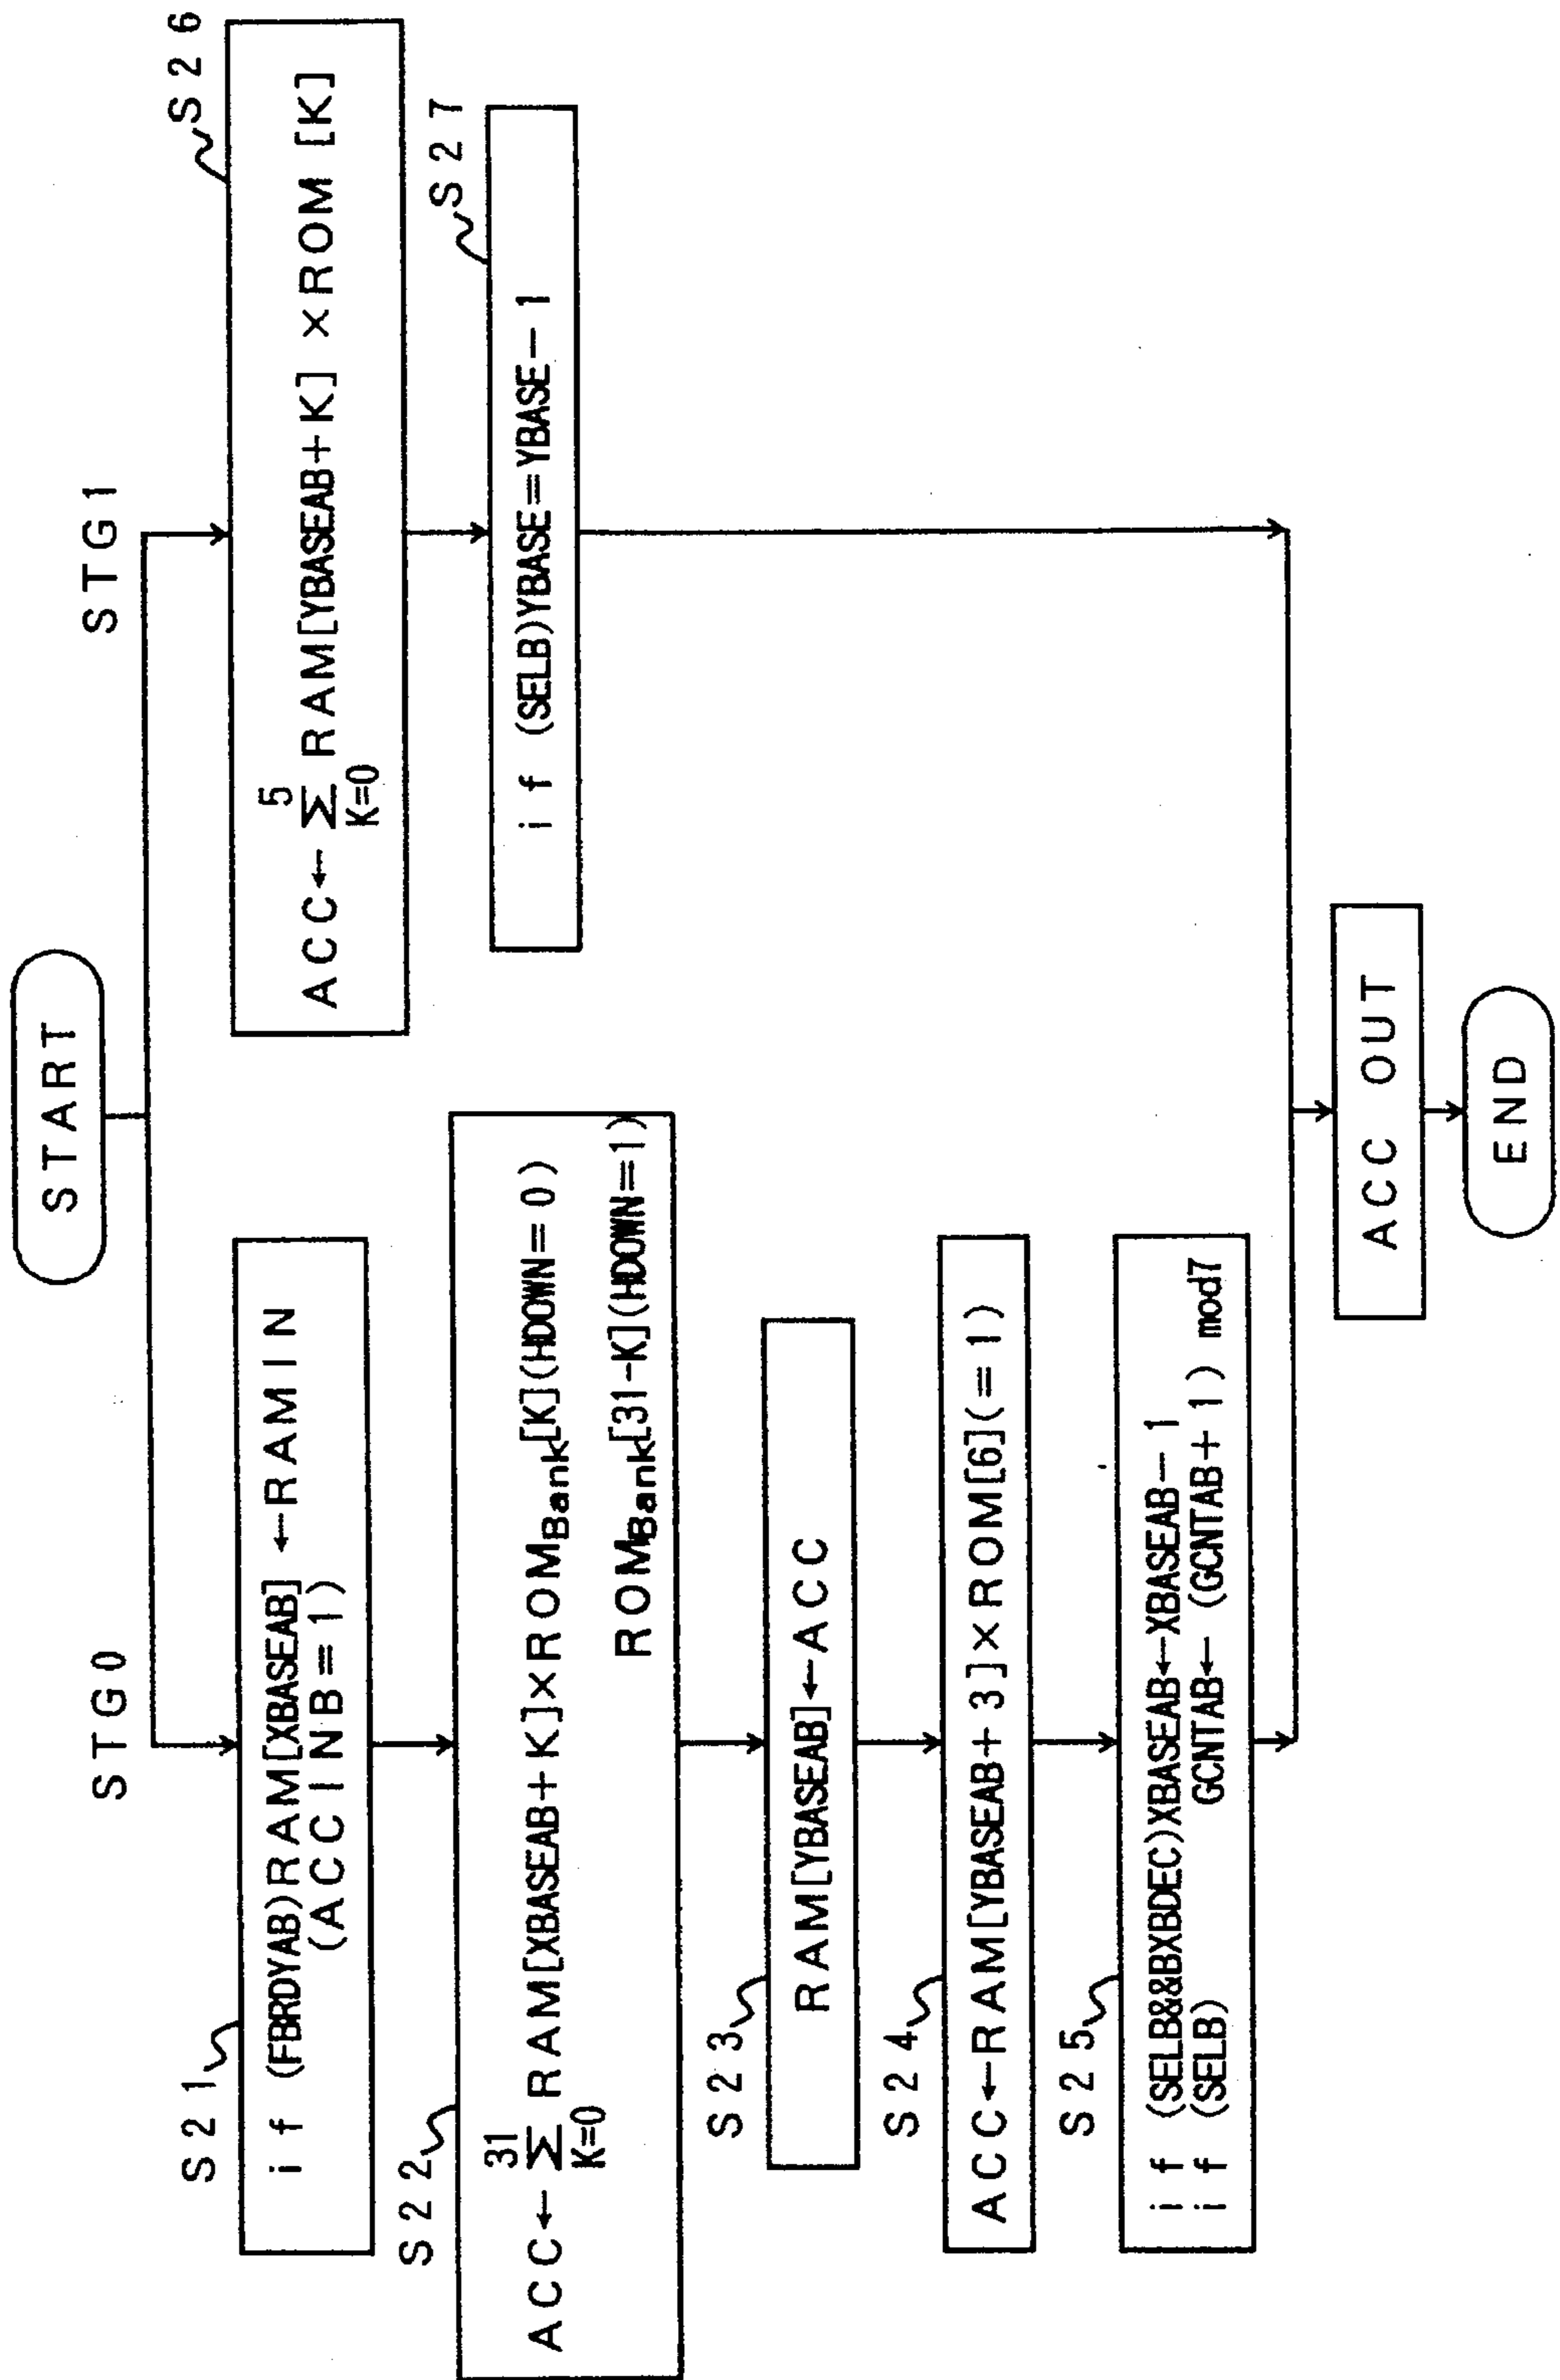 START
STG0
S21
if (FBRDYAB)RAM[XBASEAB] ←RAMIN
(ACCINB=1)
S22
31
ACC← Σ RAM[XBASEAB+K]×ROMBank[K](HDOWN=0)
K=0
ROMBank[31-K](HDOWN=1)
S23
RAM[YBASEAB]←ACC
S24
ACC←RAM[YBASEAB+3]×ROM[6](=1)
S25
if (SELB&&BXBDEC)XBASEAB←XBASEAB-1
if (SELB) GCNTAB← (GCNTAB+1) mod7
STG1
S26
5
ACC← Σ RAM[YBASEAB+K] ×ROM [K]
K=0
S27
if (SELB)YBASE=YBASE-1
ACC OUT
END